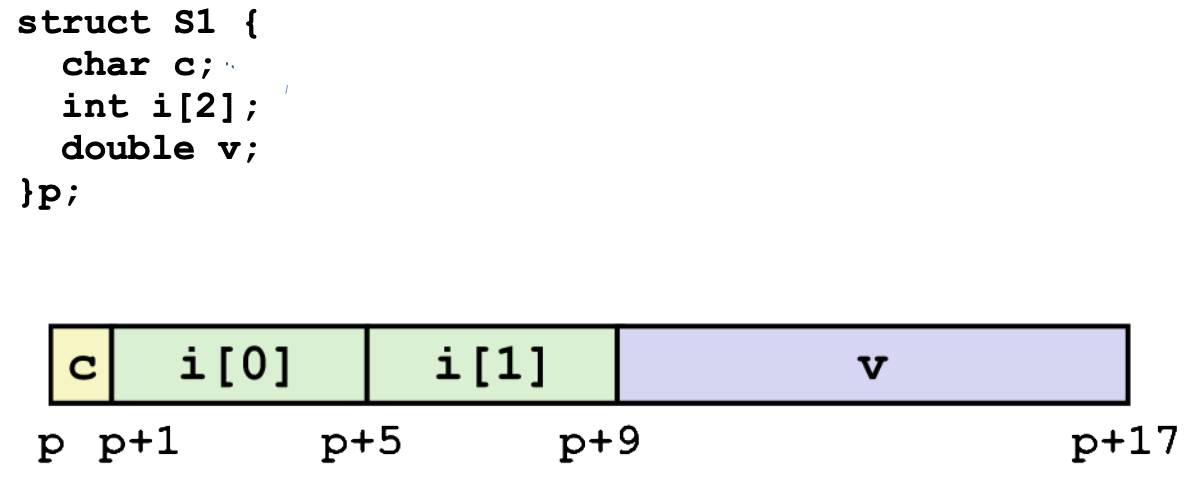 struct S1 {
  char c;
  int i[2];
  double v;
}p;
c i[0] i[1] v
p p+1 p+5 p+9 p+17